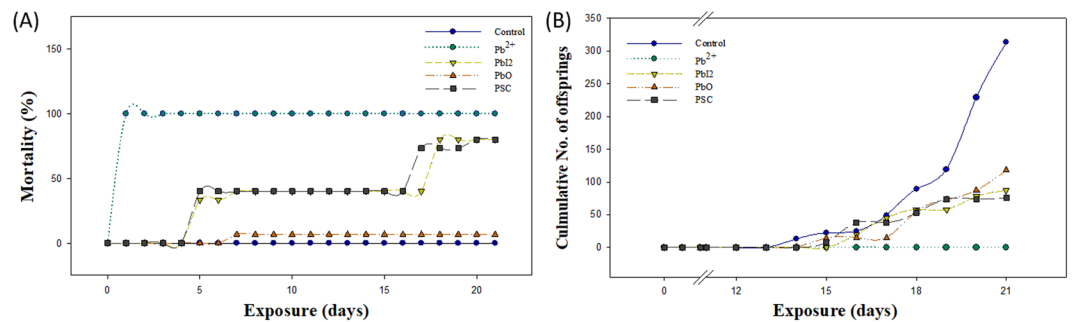 (A)
Mortality (%)
150
100
50
0
Control
Pb2+
PbI2
PbO
PSC
0
5
10
15
20
Exposure (days)
(B)
Culmulative No. of offsprings
350
300
250
200
150
100
50
0
Control
Pb2+
PbI2
PbO
PSC
0
12
15
18
21
Exposure (days)